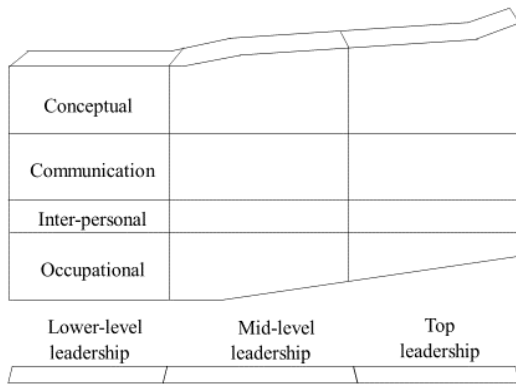 Conceptual
Communication
Inter-personal
Occupational
Lower-level
leadership
Mid-level
leadership
Top
leadership